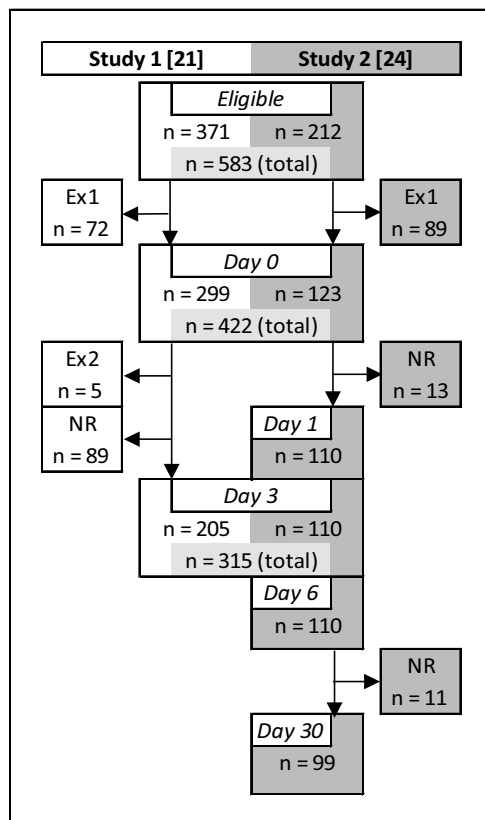 Study 1 [21] Study 2 [24]
Eligible
n = 371 n = 212
n = 583 (total)
Ex1
n = 72
Ex1
n = 89
Day 0
n = 299 n = 123
n = 422 (total)
Ex2
n = 5
NR
n = 89
NR
n = 13
Day 1
n = 110
Day 3
n = 205 n = 110
n = 315 (total)
Day 6
n = 110
NR
n = 11
Day 30
n = 99